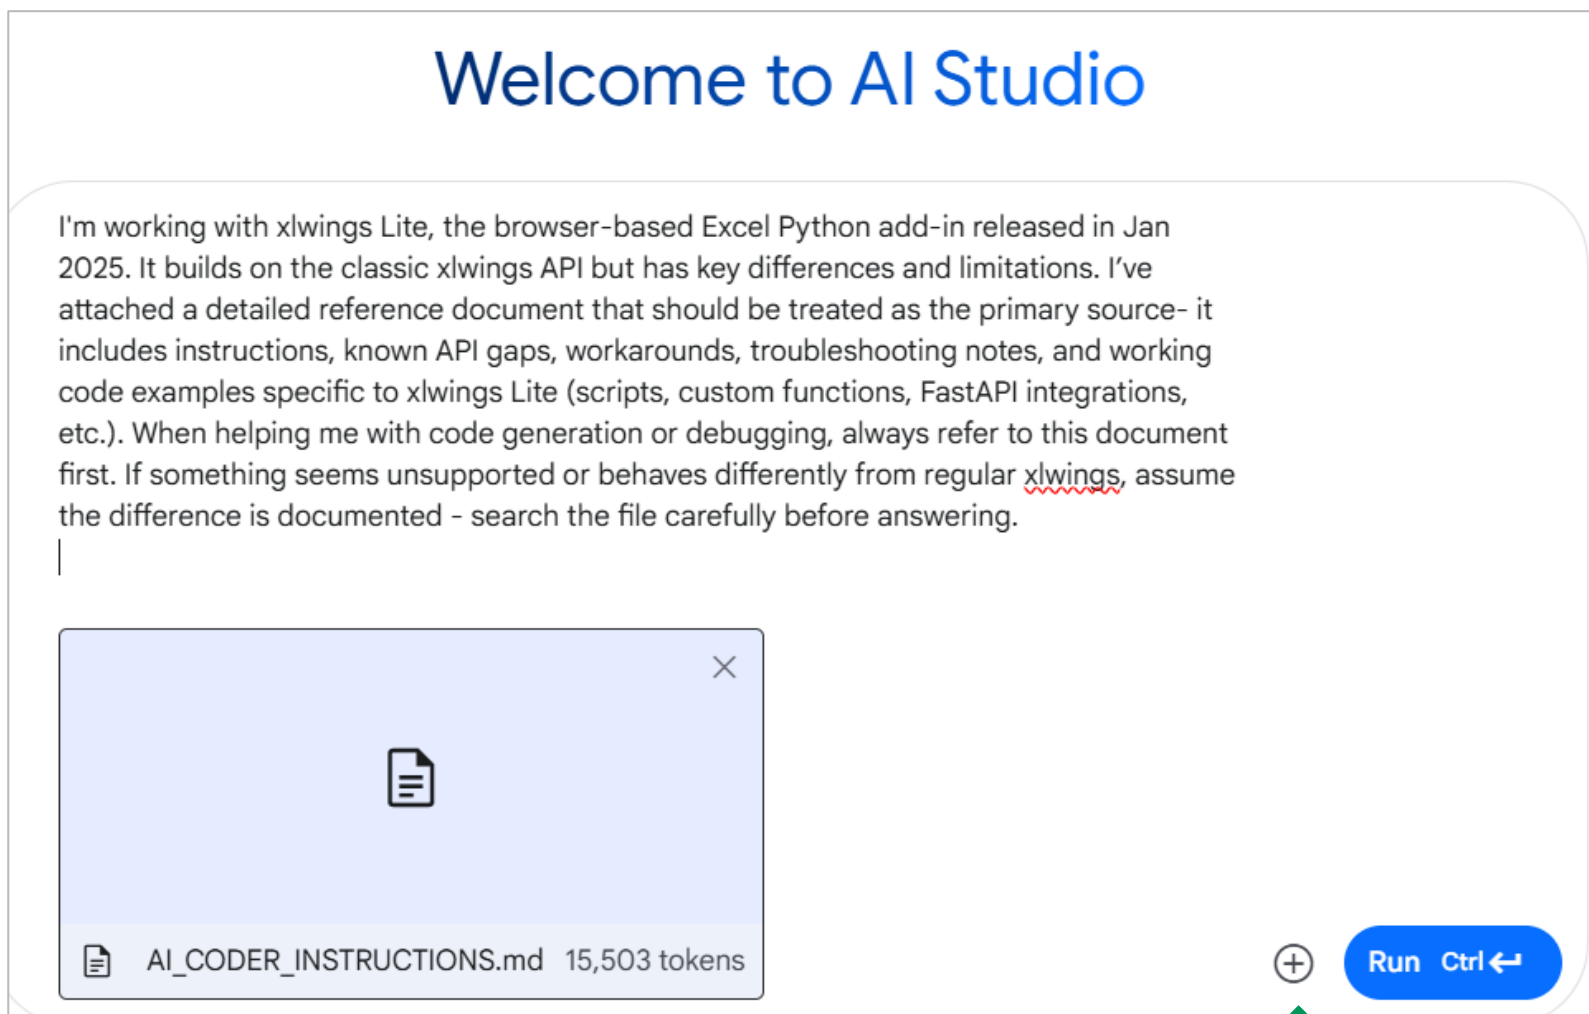 Welcome to AI Studio
I'm working with xlwings Lite, the browser-based Excel Python add-in released in Jan
2025. It builds on the classic xlwings API but has key differences and limitations. I’ve
attached a detailed reference document that should be treated as the primary source- it
includes instructions, known API gaps, workarounds, troubleshooting notes, and working
code examples specific to xlwings Lite (scripts, custom functions, FastAPI integrations,
etc.). When helping me with code generation or debugging, always refer to this document
first. If something seems unsupported or behaves differently from regular xlwings, assume
the difference is documented - search the file carefully before answering.
AI_CODER_INSTRUCTIONS.md 15,503 tokens
Run Ctrl